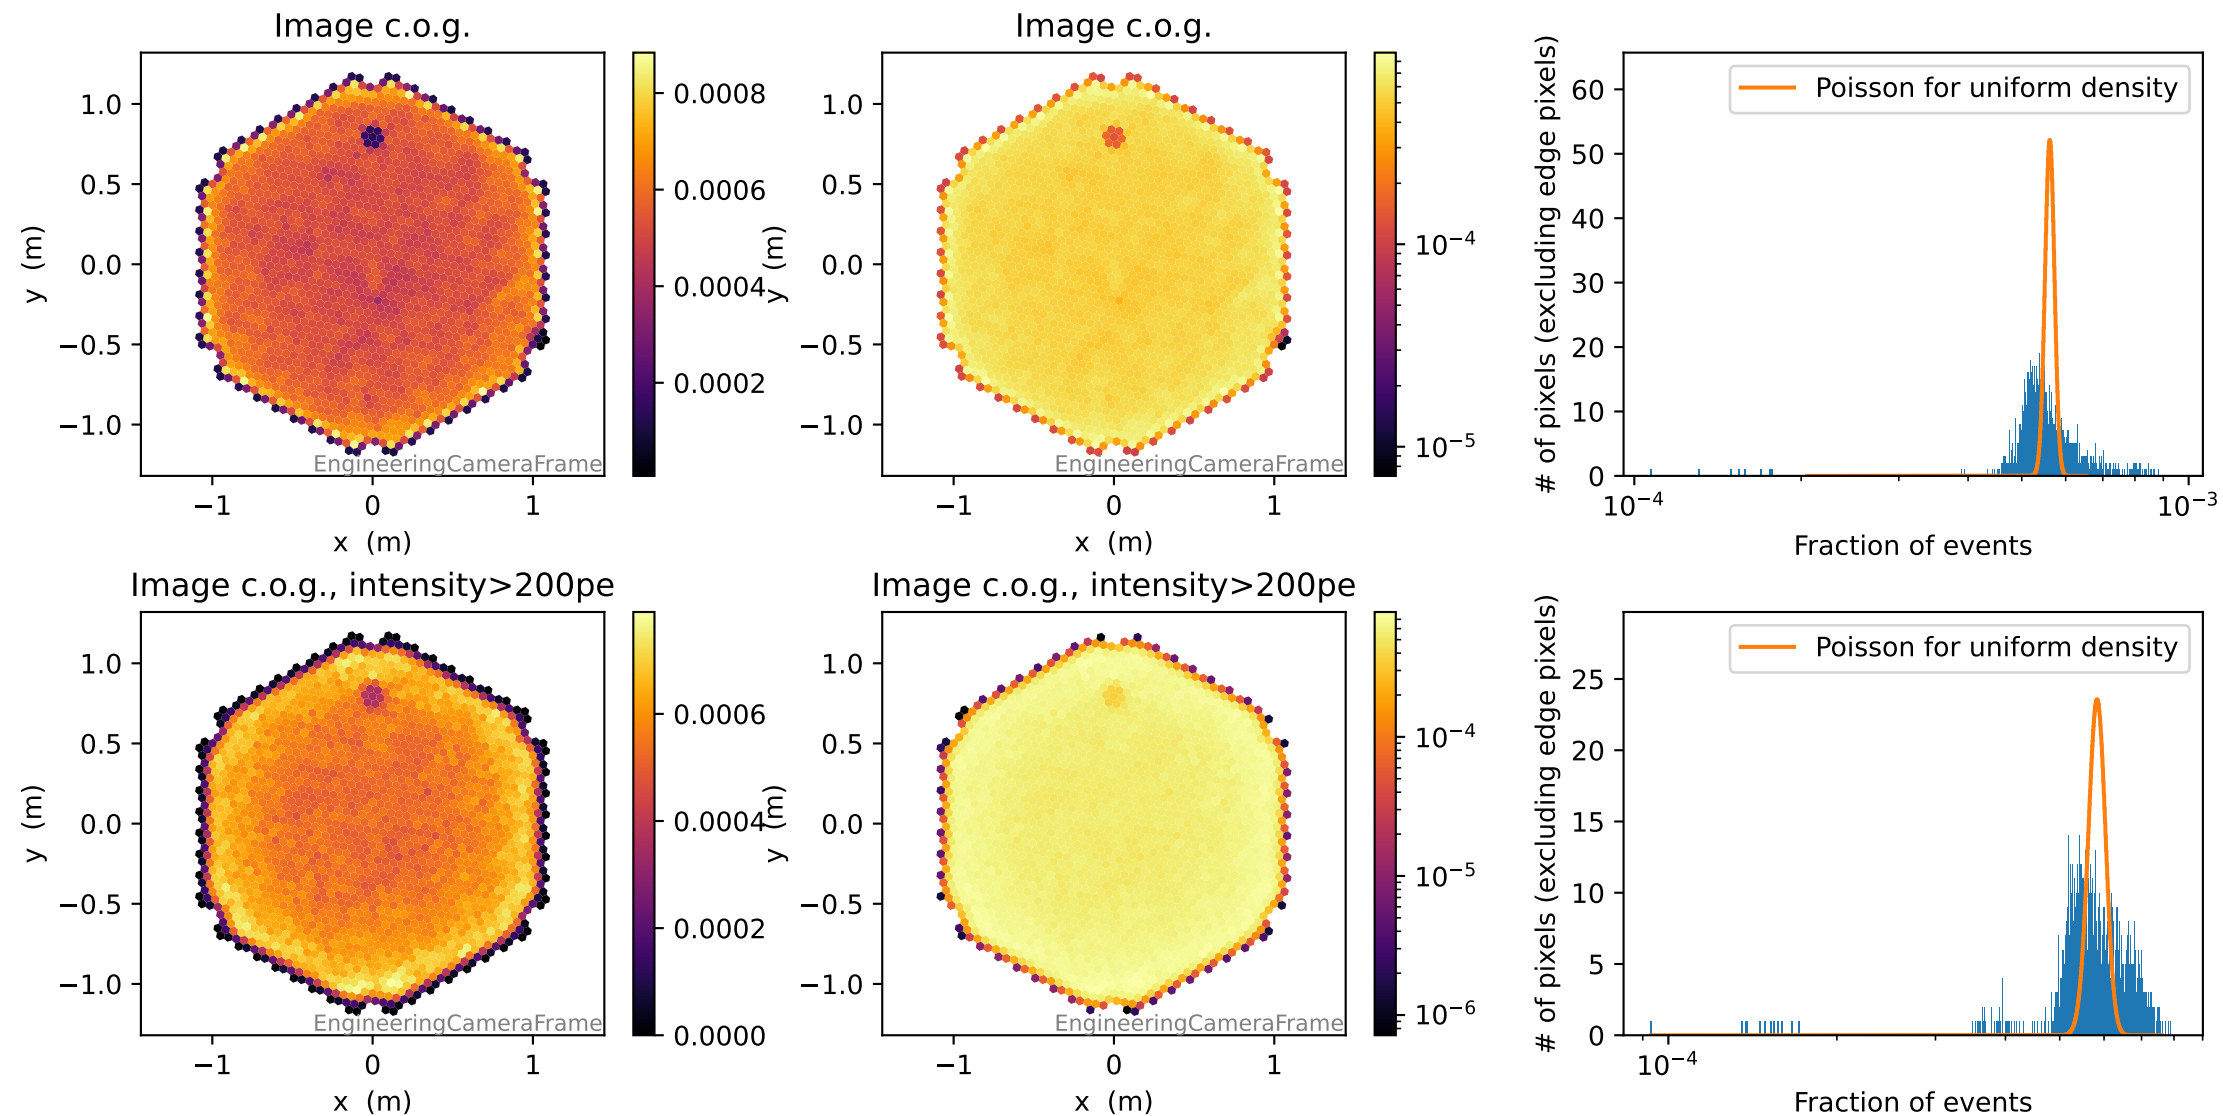 Image c.o.g.
1.0
0.5
0.0
−0.5
−1.0
y (m)
−1
0
1
x (m)
EngineeringCameraFrame
0.0008
0.0006
0.0004
0.0002
Image c.o.g.
1.0
0.5
0.0
−0.5
−1.0
y (m)
−1
0
1
x (m)
EngineeringCameraFrame
10⁻⁴
10⁻⁵
# of pixels (excluding edge pixels)
60
50
40
30
20
10
0
Poisson for uniform density
10⁻⁴
10⁻³
Fraction of events
Image c.o.g., intensity>200pe
1.0
0.5
0.0
−0.5
−1.0
y (m)
−1
0
1
x (m)
EngineeringCameraFrame
0.0006
0.0004
0.0002
0.0000
Image c.o.g., intensity>200pe
1.0
0.5
0.0
−0.5
−1.0
y (m)
−1
0
1
x (m)
EngineeringCameraFrame
10⁻⁴
10⁻⁵
10⁻⁶
# of pixels (excluding edge pixels)
25
20
15
10
5
0
Poisson for uniform density
10⁻⁴
Fraction of events